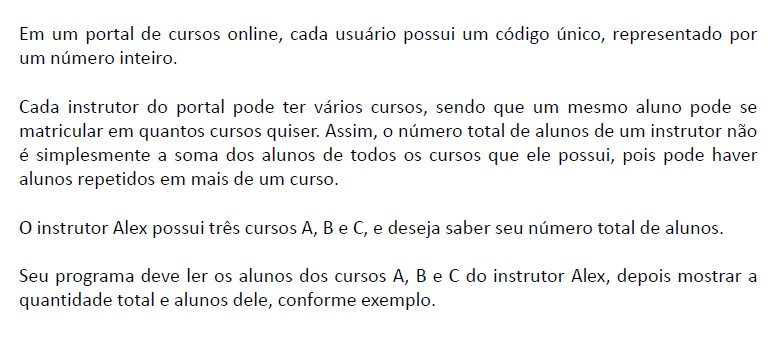 Em um portal de cursos online, cada usuário possui um código único, representado por
um número inteiro.
Cada instrutor do portal pode ter vários cursos, sendo que um mesmo aluno pode se
matricular em quantos cursos quiser. Assim, o número total de alunos de um instrutor não
é simplesmente a soma dos alunos de todos os cursos que ele possui, pois pode haver
alunos repetidos em mais de um curso.
O instrutor Alex possui três cursos A, B e C, e deseja saber seu número total de alunos.
Seu programa deve ler os alunos dos cursos A, B e C do instrutor Alex, depois mostrar a
quantidade total e alunos dele, conforme exemplo.